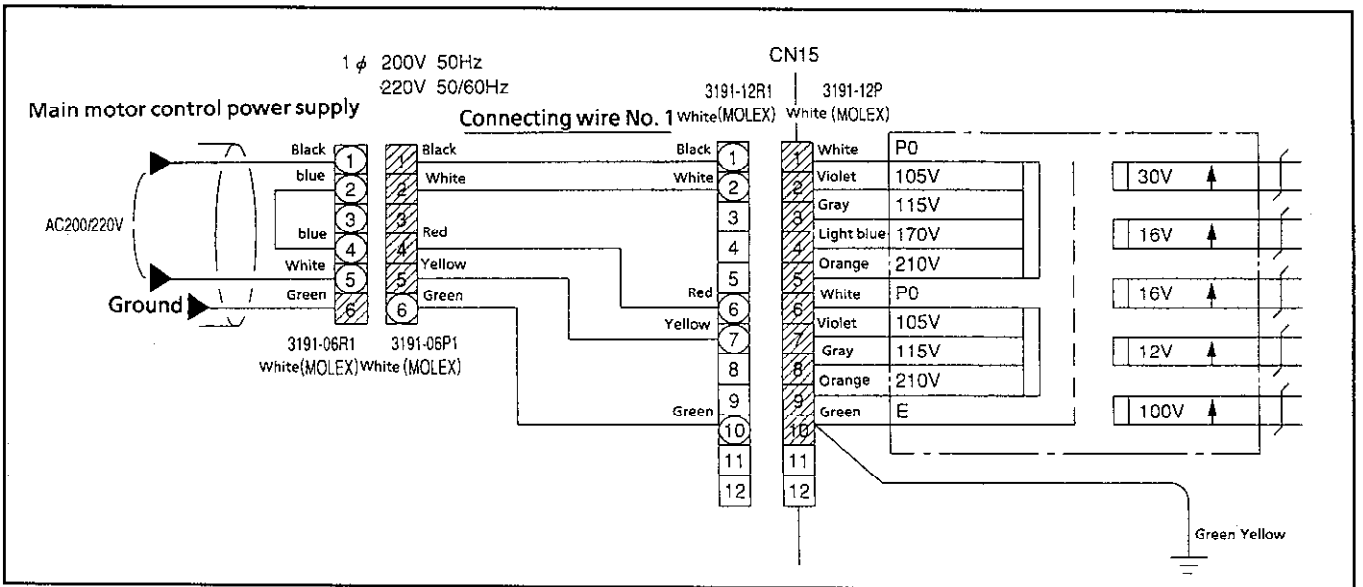 1 ϕ 200V 50Hz
220V 50/60Hz
CN15
3191-12R1 3191-12P
Main motor control power supply
Connecting wire No. 1 White(MOLEX) White (MOLEX)
Black 1 1 Black Black 1 1 White P0
blue 2 2 White White 2 2 Violet 105V 30V
3 3 3 3 Gray 115V
AC200/220V
blue 4 4 Red 4 4 Light blue 170V 16V
White 5 5 Yellow 5 5 Orange 210V
Ground Green 6 6 Green Red 6 6 White P0 16V
Yellow 7 7 Violet 105V
3191-06R1 3191-06P1
White(MOLEX) White (MOLEX)
8 8 Gray 115V 12V
9 9 Orange 210V
Green 10 10 Green E 100V
11 11
12 12
Green Yellow